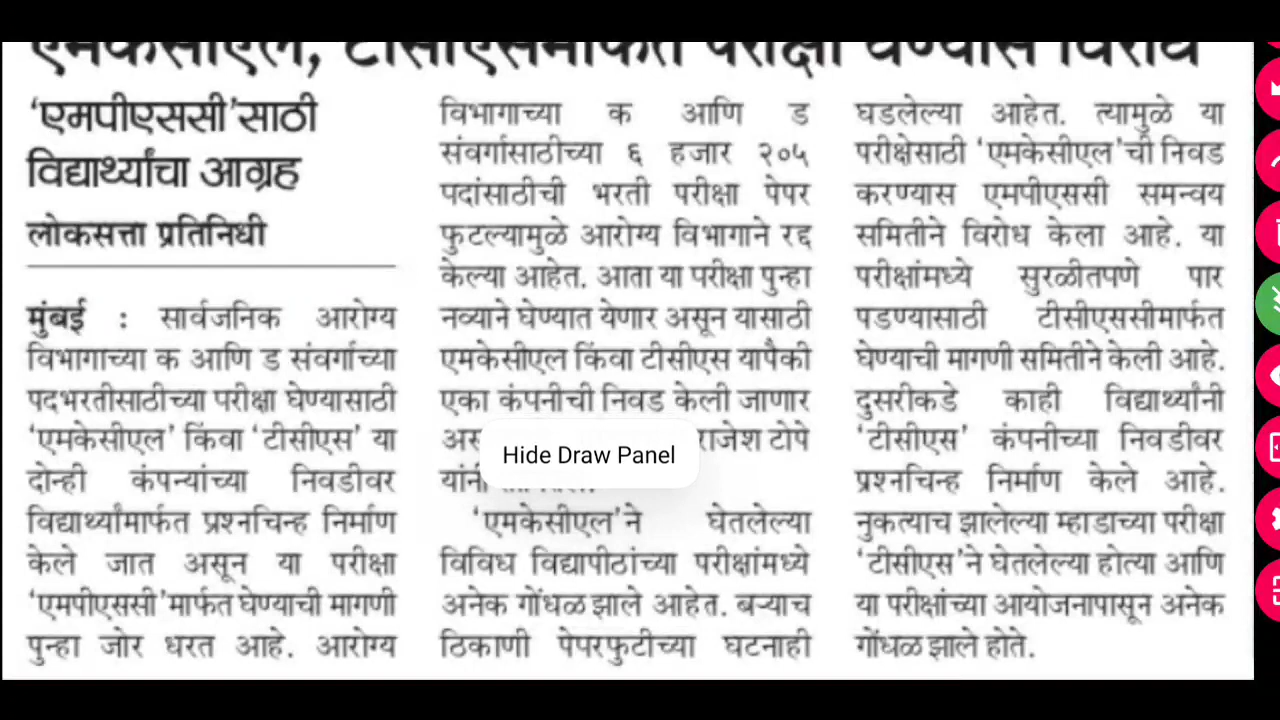 एमकेसीएल, टीसीएसमार्फत परीक्षा घेण्यास विरोध
‘एमपीएससी’साठी
विद्यार्थ्यांचा आग्रह
लोकसत्ता प्रतिनिधी
मुंबई : सार्वजनिक आरोग्य
विभागाच्या क आणि ड संवर्गाच्या
पदभरतीसाठीच्या परीक्षा घेण्यासाठी
‘एमकेसीएल’ किंवा ‘टीसीएस’ या
दोन्ही कंपन्यांच्या निवडीवर
विद्यार्थ्यांमार्फत प्रश्नचिन्ह निर्माण
केले जात असून या परीक्षा
‘एमपीएससी’मार्फत घेण्याची मागणी
पुन्हा जोर धरत आहे. आरोग्य
विभागाच्या क आणि ड
संवर्गासाठीच्या ६ हजार २०५
पदांसाठीची भरती परीक्षा पेपर
फुटल्यामुळे आरोग्य विभागाने रद्द
केल्या आहेत. आता या परीक्षा पुन्हा
नव्याने घेण्यात येणार असून यासाठी
एमकेसीएल किंवा टीसीएस यापैकी
एका कंपनीची निवड केली जाणार
राजेश टोपे
यांनी
Hide Draw Panel
‘एमकेसीएल’ने घेतलेल्या
विविध विद्यापीठांच्या परीक्षांमध्ये
अनेक गोंधळ झाले आहेत. बऱ्याच
ठिकाणी पेपरफुटीच्या घटनाही
घडलेल्या आहेत. त्यामुळे या
परीक्षेसाठी ‘एमकेसीएल’ची निवड
करण्यास एमपीएससी समन्वय
समितीने विरोध केला आहे. या
परीक्षांमध्ये सुरळीतपणे पार
पडण्यासाठी टीसीएससीमार्फत
घेण्याची मागणी समितीने केली आहे.
दुसरीकडे काही विद्यार्थ्यांनी
‘टीसीएस’ कंपनीच्या निवडीवर
प्रश्नचिन्ह निर्माण केले आहे.
नुकत्याच झालेल्या म्हाडाच्या परीक्षा
‘टीसीएस’ने घेतलेल्या होत्या आणि
या परीक्षांच्या आयोजनापासून अनेक
गोंधळ झाले होते.